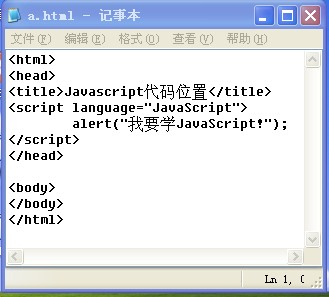 a.html - 记事本
文件(F) 编辑(E) 格式(O) 查看(V) 帮助(H)
<html>
<head>
<title>Javascript代码位置</title>
<script language="JavaScript">
        alert("我要学JavaScript!");
</script>
</head>

<body>
</body>
</html>
Ln 1, C